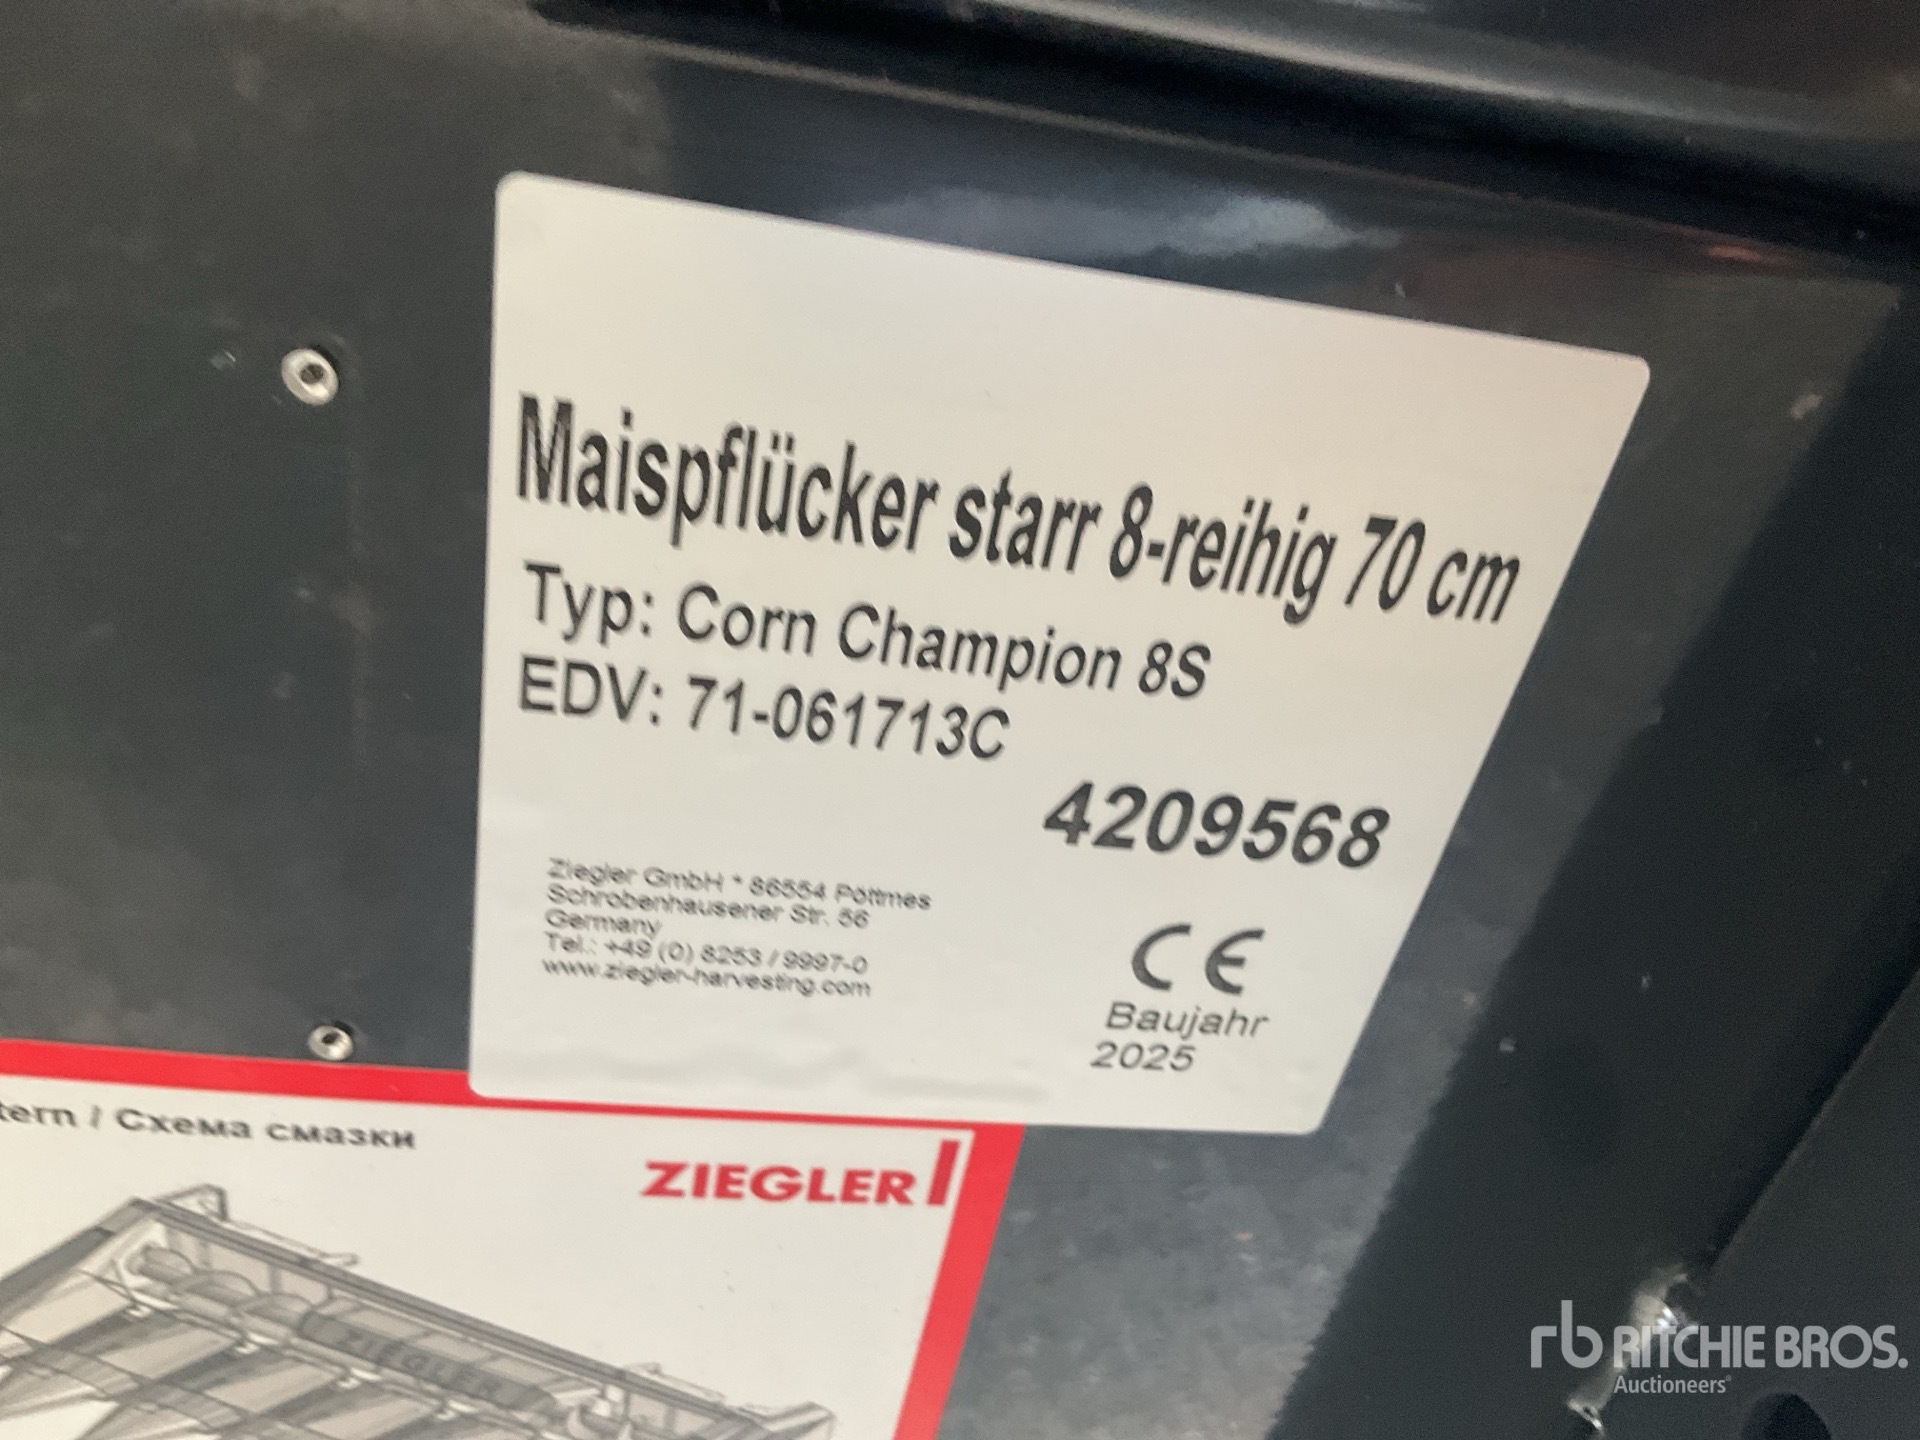 Maispflücker starr 8-reihig 70 cm
Typ: Corn Champion 8S
EDV: 71-061713C
4209568
Ziegler GmbH * 86554 Pöttmes
Schrobenhausener Str. 56
Germany
Tel.: +49 (0) 8253 / 9997-0
www.ziegler-harvesting.com
CE
Baujahr
2025
tern / Схема смазки
ZIEGLER
ZIEGLER
rb RITCHIE BROS.
Auctioneers